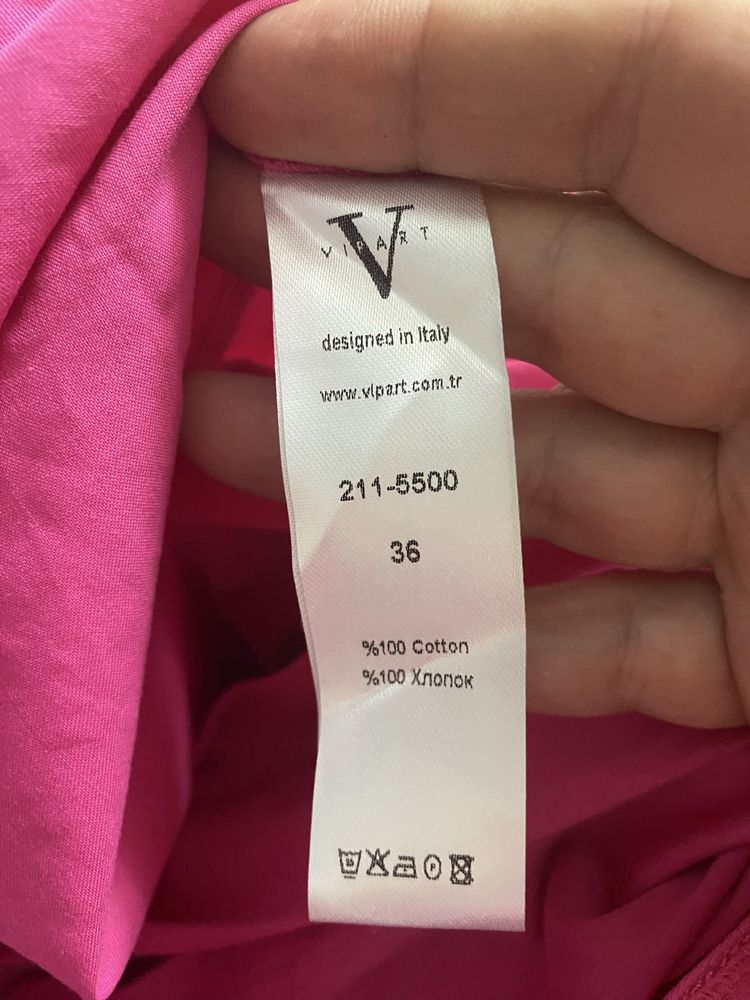 V
VIPART
designed in Italy
www.vipart.com.tr
211-5500
36
%100 Cotton
%100 Хлопок
P